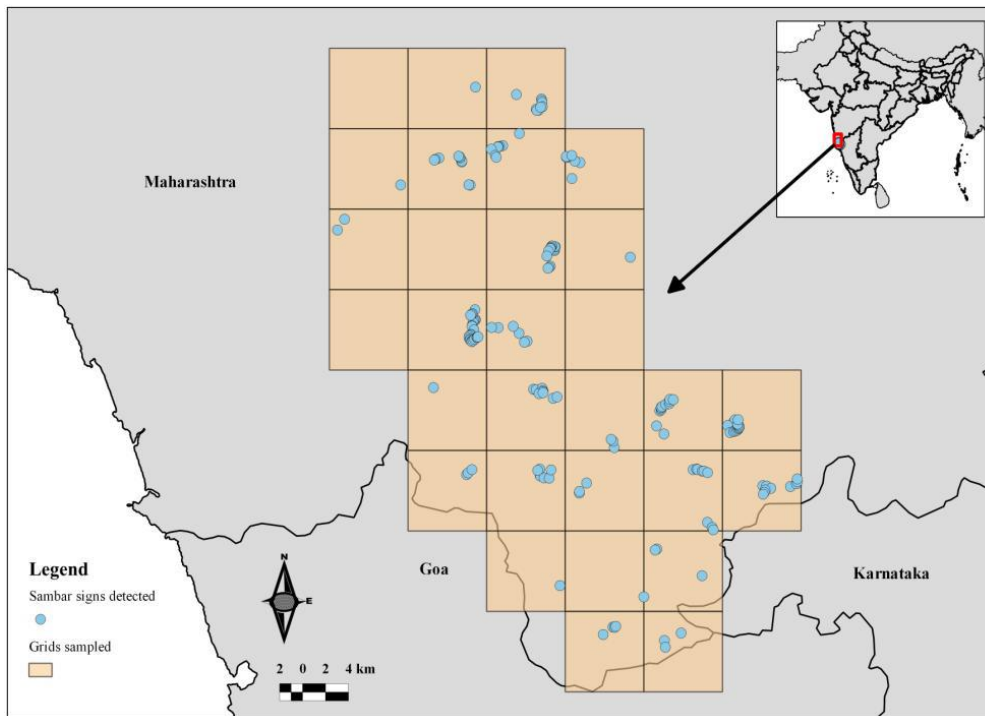 Maharashtra
Goa
Karnataka
Legend
Sambar signs detected
Grids sampled
N
E
2 0 2 4 km